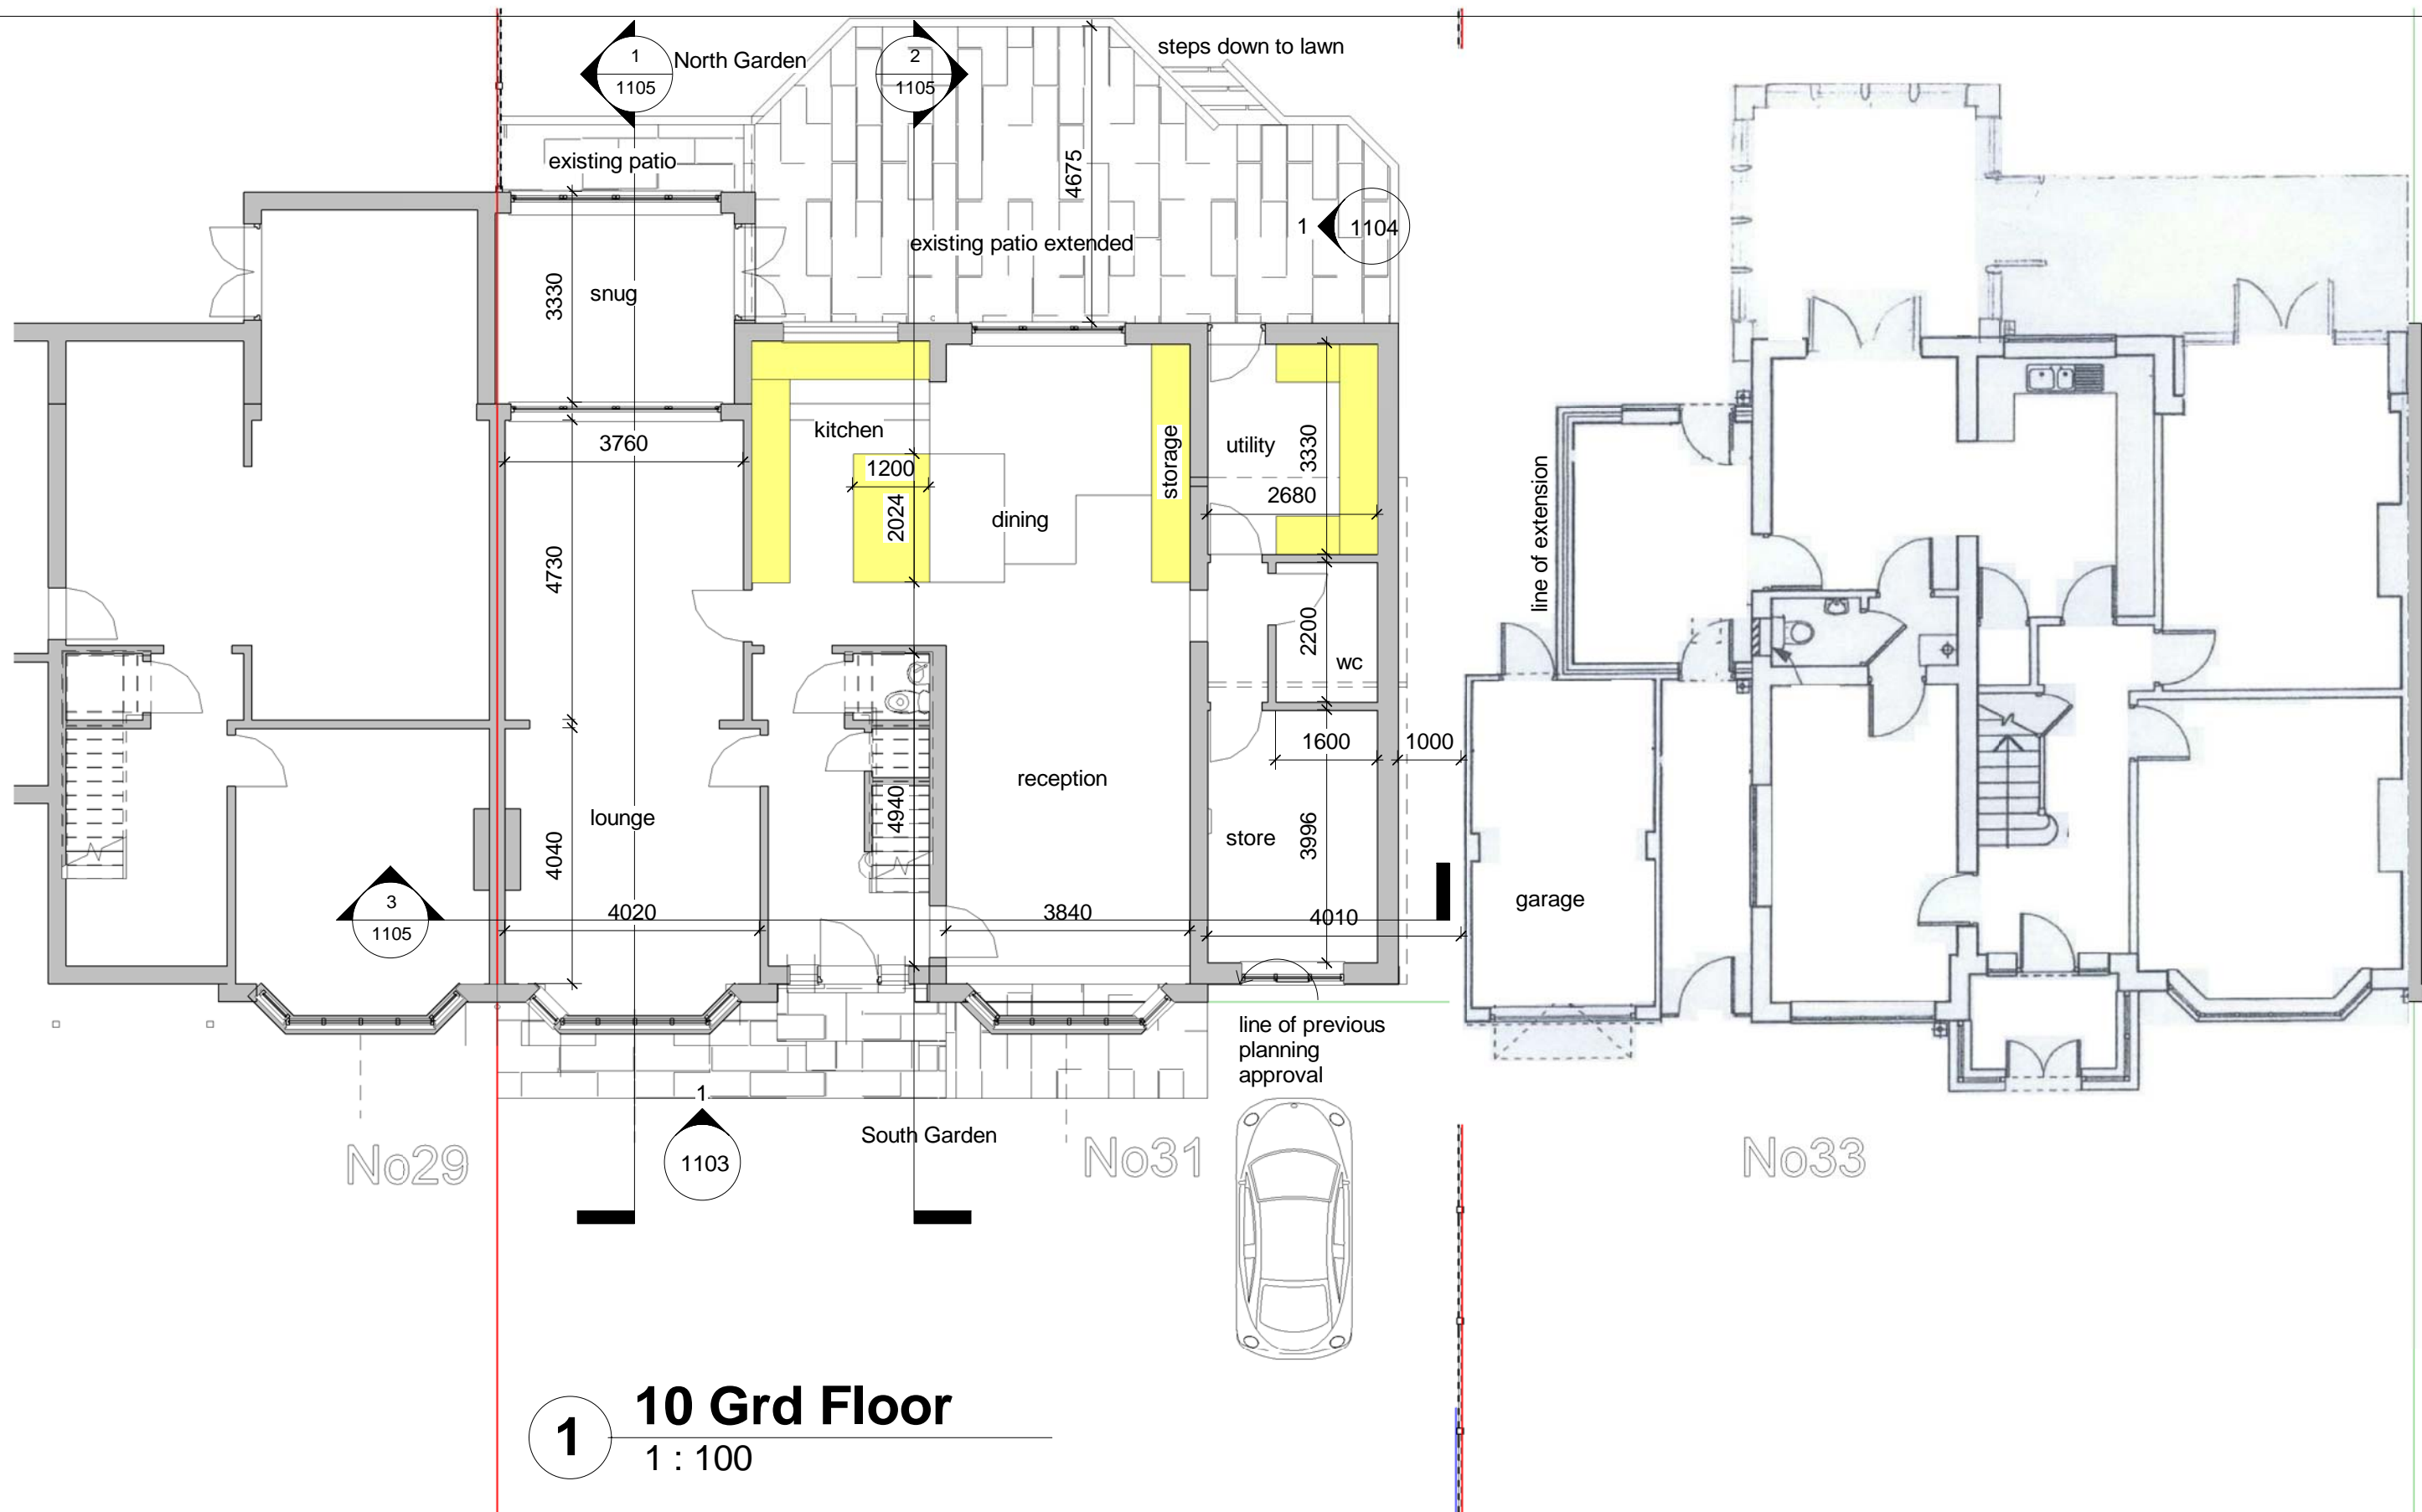 steps down to lawn
1
North Garden
2
1105
1105
existing patio
4675
1
1104
existing patio extended
3330
snug
kitchen
3760
storage
utility
3330
1200
2680
line of extension
2024
dining
4730
2200
wc
1600
1000
reception
lounge
4940
store
3996
4040
garage
3
1105
4020
3840
4010
line of previous
planning
approval
1
South Garden
No29
1103
No31
No33
1
10 Grd Floor
1 : 100